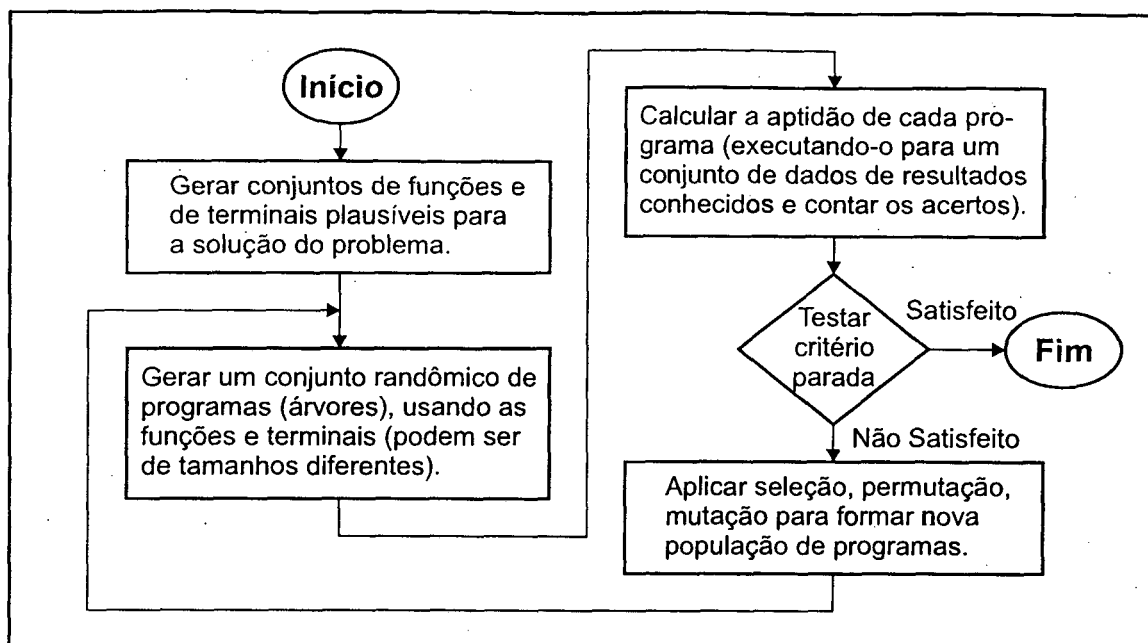 Início
Gerar conjuntos de funções e
de terminais plausíveis para
a solução do problema.
Gerar um conjunto randômico de
programas (árvores), usando as
funções e terminais (podem ser
de tamanhos diferentes).
Calcular a aptidão de cada pro-
grama (executando-o para um
conjunto de dados de resultados
conhecidos e contar os acertos).
Testar
critério
parada
Satisfeito
Fim
Não Satisfeito
Aplicar seleção, permutação,
mutação para formar nova
população de programas.